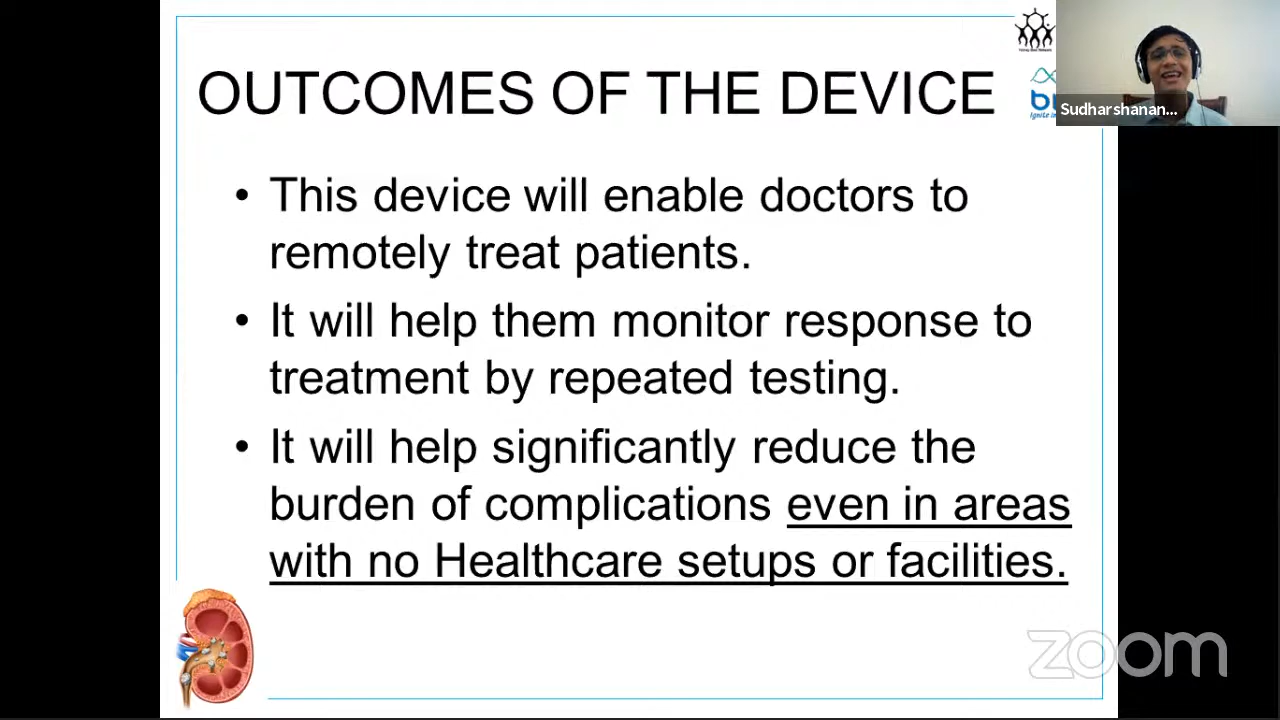 OUTCOMES OF THE DEVICE
Sudharshanan...
• This device will enable doctors to
remotely treat patients.
• It will help them monitor response to
treatment by repeated testing.
• It will help significantly reduce the
burden of complications even in areas
with no Healthcare setups or facilities.
zoom